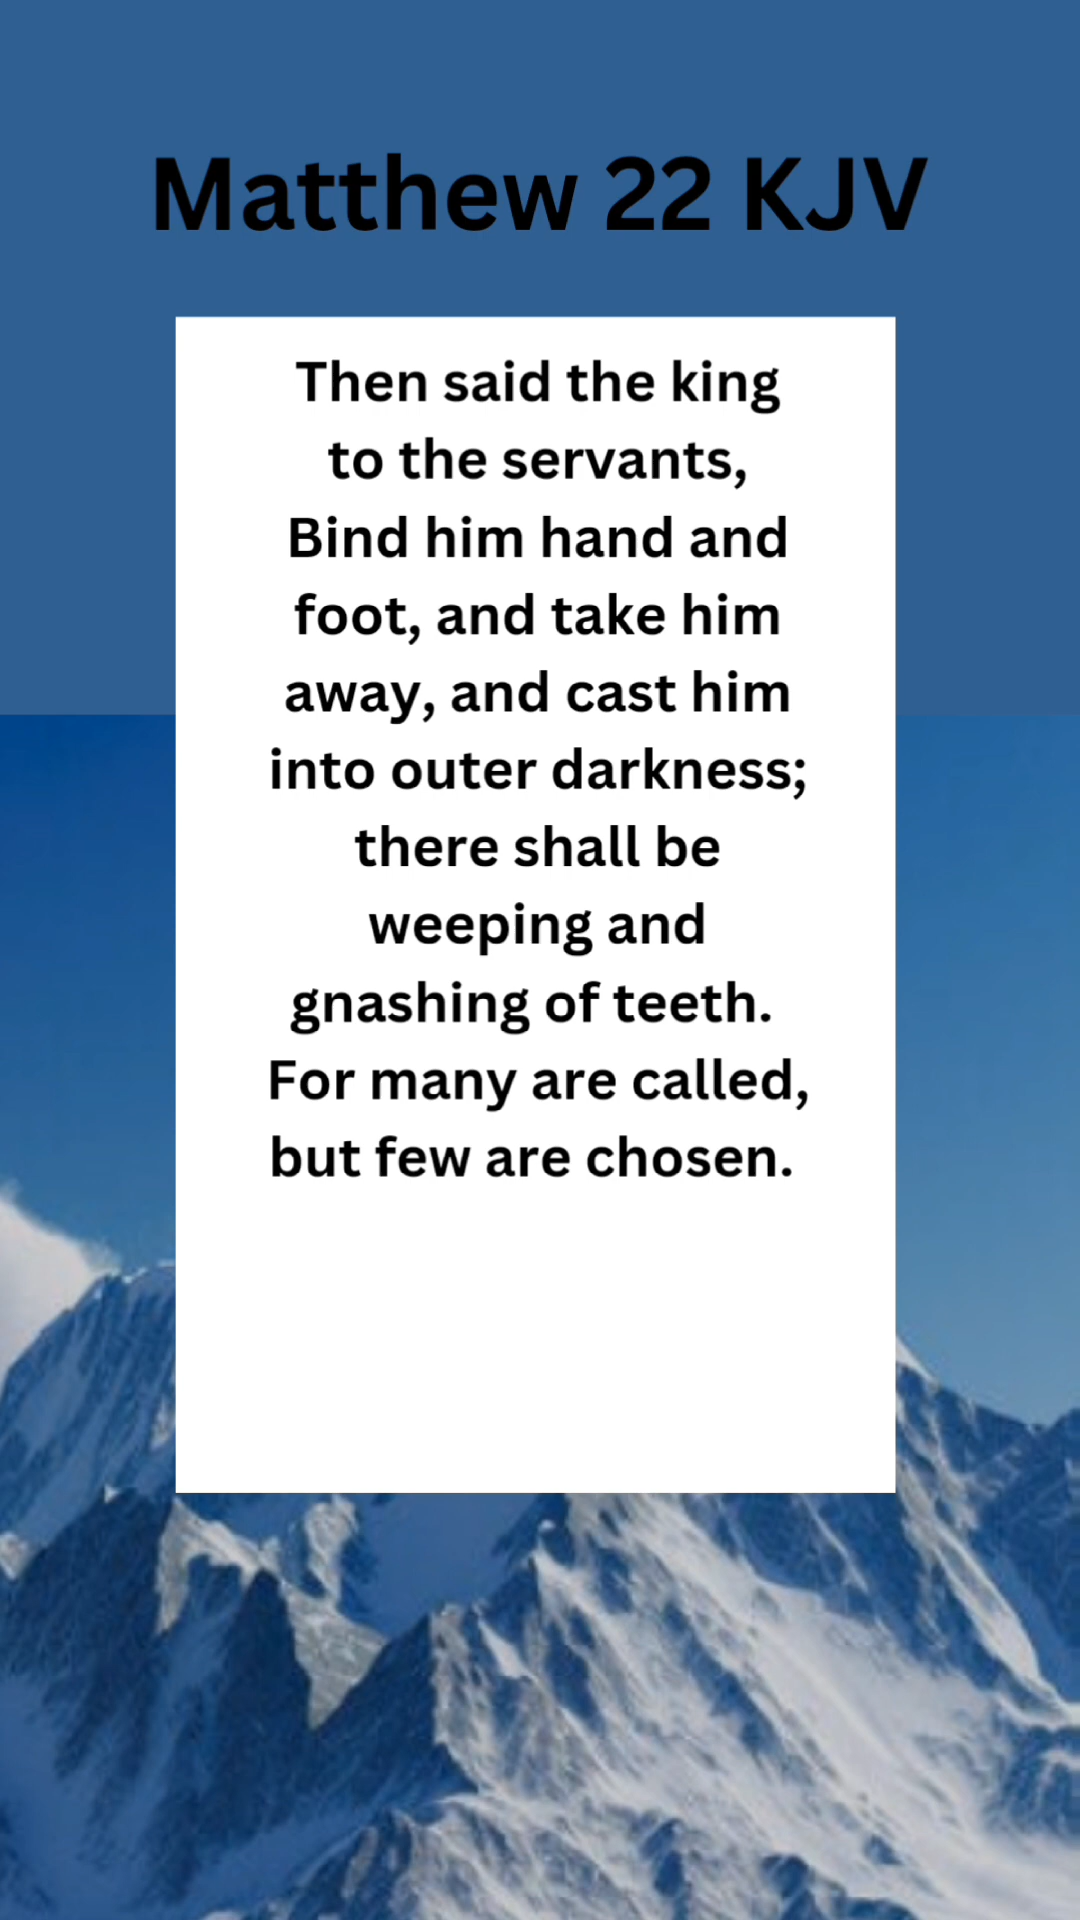 Matthew 22 KJV
Then said the king
to the servants,
Bind him hand and
foot, and take him
away, and cast him
into outer darkness;
there shall be
weeping and
gnashing of teeth.
For many are called,
but few are chosen.